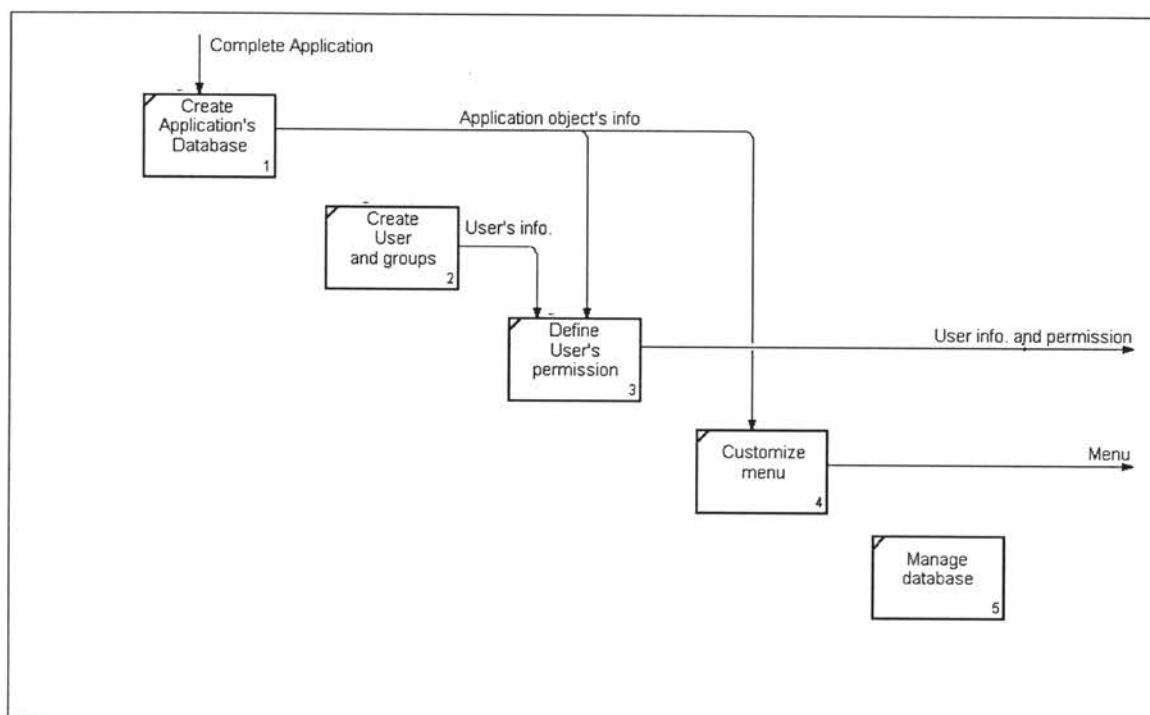 Complete Application
Create
Application's
Database
1
Application object's info
Create
User
and groups
2
User's info.
Define
User's
permission
3
User info. and permission
Customize
menu
4
Menu
Manage
database
5